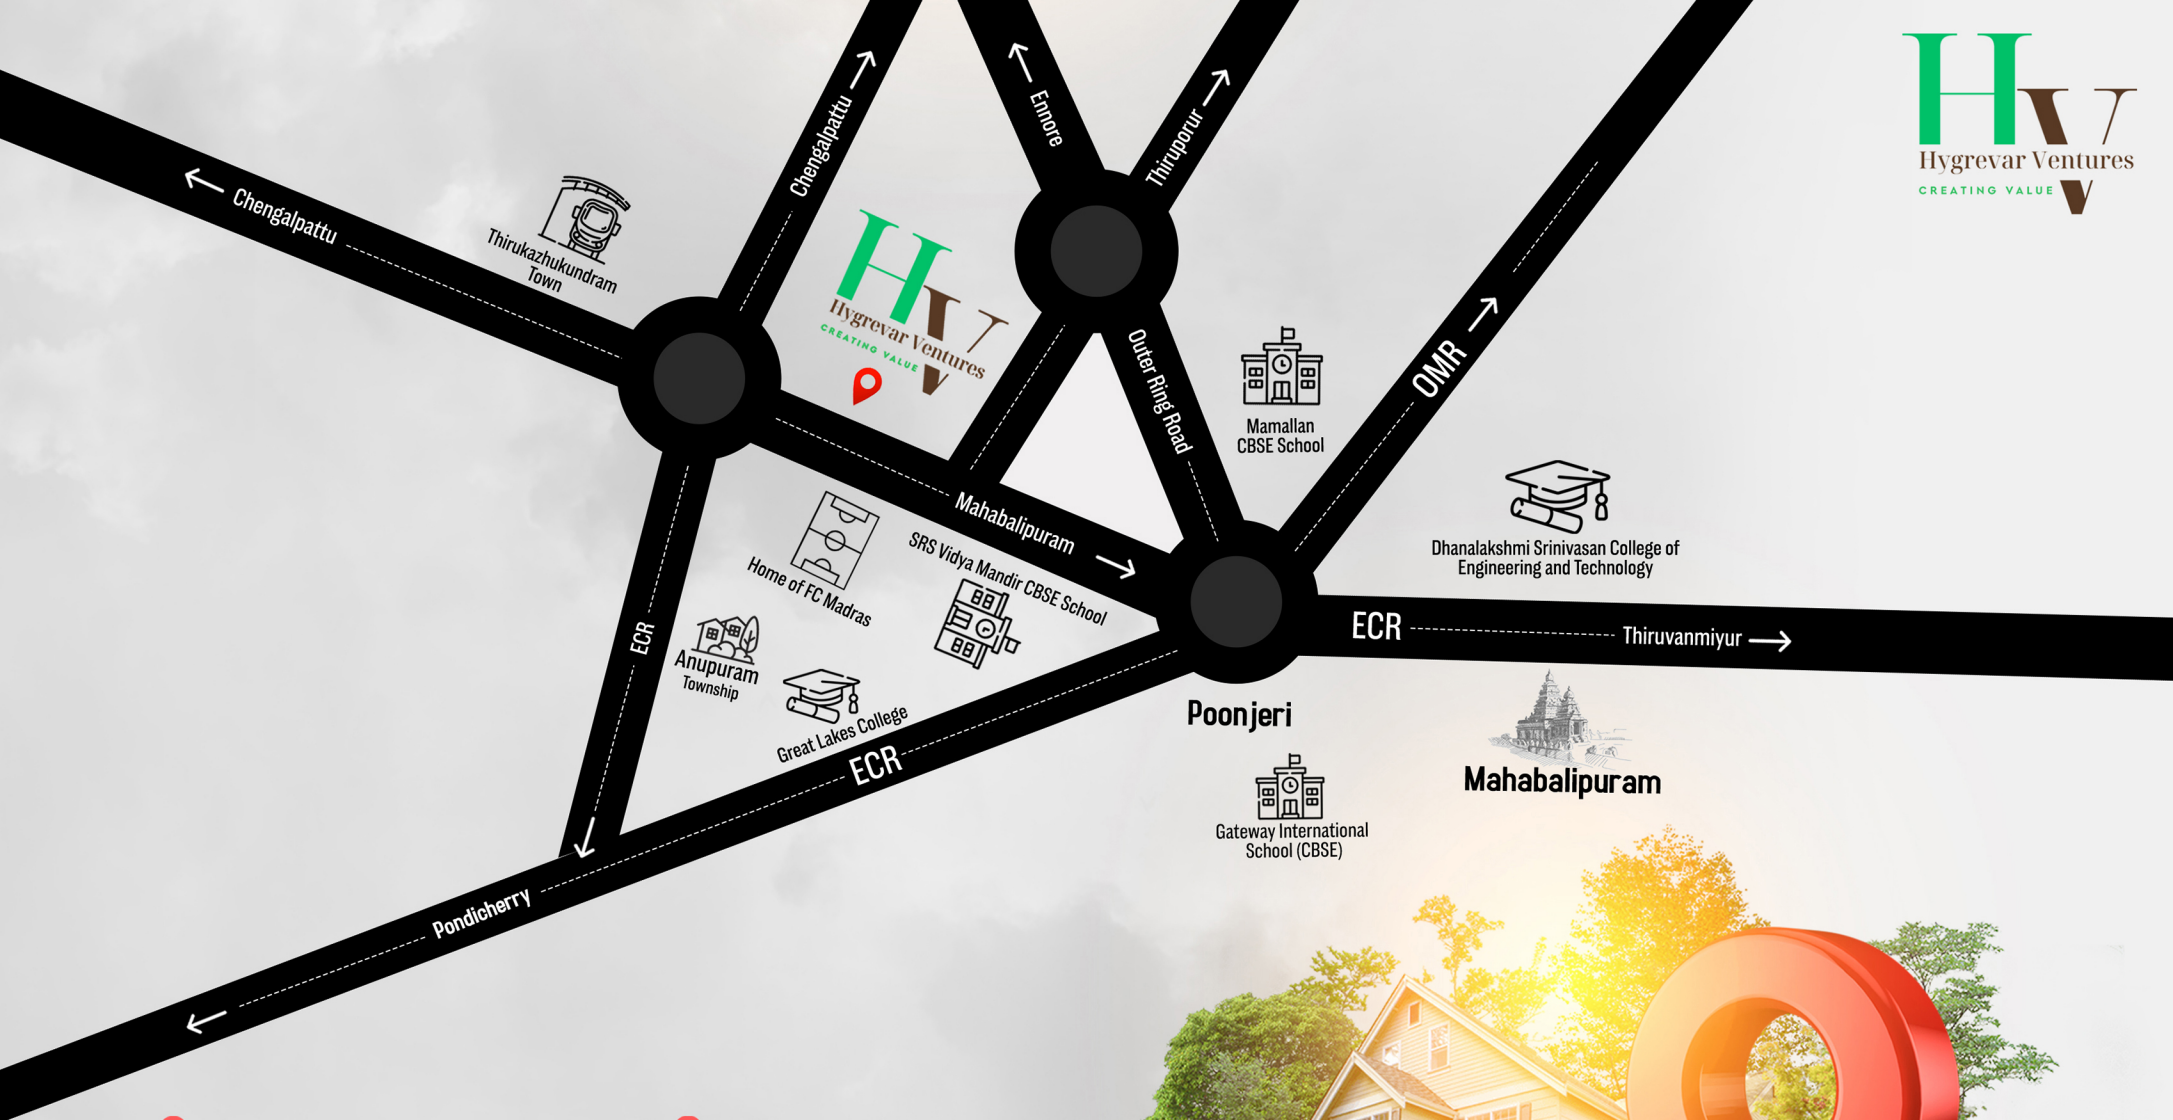 Chengalpattu
Ennore
Thiruporur
Hygrevar Ventures
CREATING VALUE
Chengalpattu
Thirukazhukundram
Town
Hygrevar Ventures
CREATING VALUE
Outer Ring Road
OMR
Mamallan
CBSE School
Mahabalipuram
Dhanalakshmi Srinivasan College of
Engineering and Technology
Home of FC Madras
SRS Vidya Mandir CBSE School
ECR
ECR
Thiruvanmiyur
Anupuram
Township
Great Lakes College
ECR
Poonjeri
Mahabalipuram
Gateway International
School (CBSE)
Pondicherry